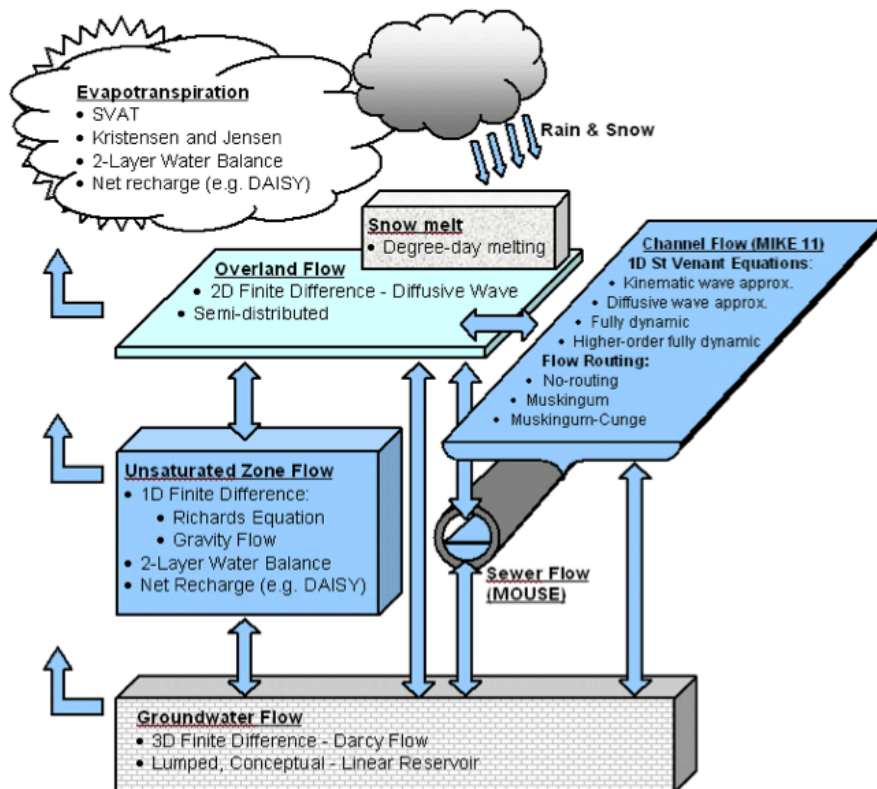 Evapotranspiration
• SVAT
• Kristensen and Jensen
• 2-Layer Water Balance
• Net recharge (e.g. DAISY)
Rain & Snow
Snow melt
• Degree-day melting
Overland Flow
• 2D Finite Difference - Diffusive Wave
• Semi-distributed
Channel Flow (MIKE 11)
1D St Venant Equations:
• Kinematic wave approx.
• Diffusive wave approx.
• Fully dynamic
• Higher-order fully dynamic
Flow Routing:
• No-routing
• Muskingum
• Muskingum-Cunge
Unsaturated Zone Flow
• 1D Finite Difference:
• Richards Equation
• Gravity Flow
• 2-Layer Water Balance
• Net Recharge (e.g. DAISY)
Sewer Flow
(MOUSE)
Groundwater Flow
• 3D Finite Difference - Darcy Flow
• Lumped, Conceptual - Linear Reservoir